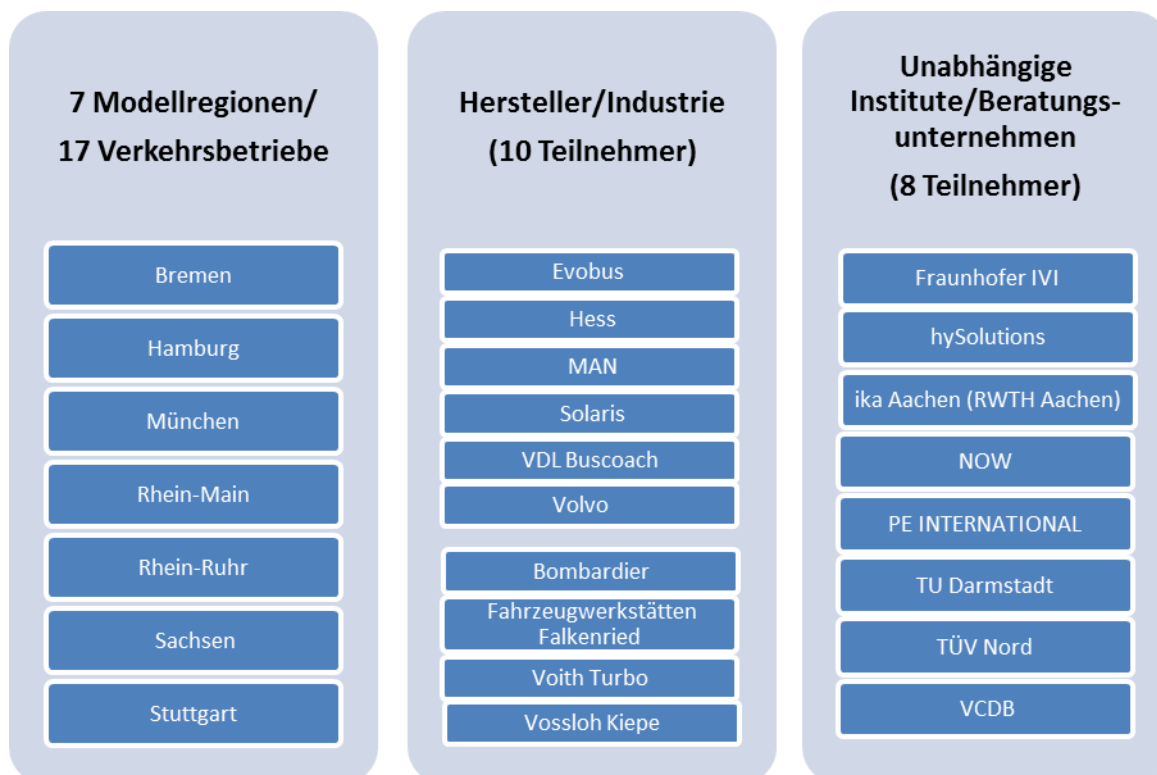 7 Modellregionen/
17 Verkehrsbetriebe
Bremen
Hamburg
München
Rhein-Main
Rhein-Ruhr
Sachsen
Stuttgart
Hersteller/Industrie
(10 Teilnehmer)
Evobus
Hess
MAN
Solaris
VDL Buscoach
Volvo
Bombardier
Fahrzeugwerkstätten
Falkenried
Voith Turbo
Vossloh Kiepe
Unabhängige
Institute/Beratungs-
unternehmen
(8 Teilnehmer)
Fraunhofer IVI
hySolutions
ika Aachen (RWTH Aachen)
NOW
PE INTERNATIONAL
TU Darmstadt
TÜV Nord
VCDB